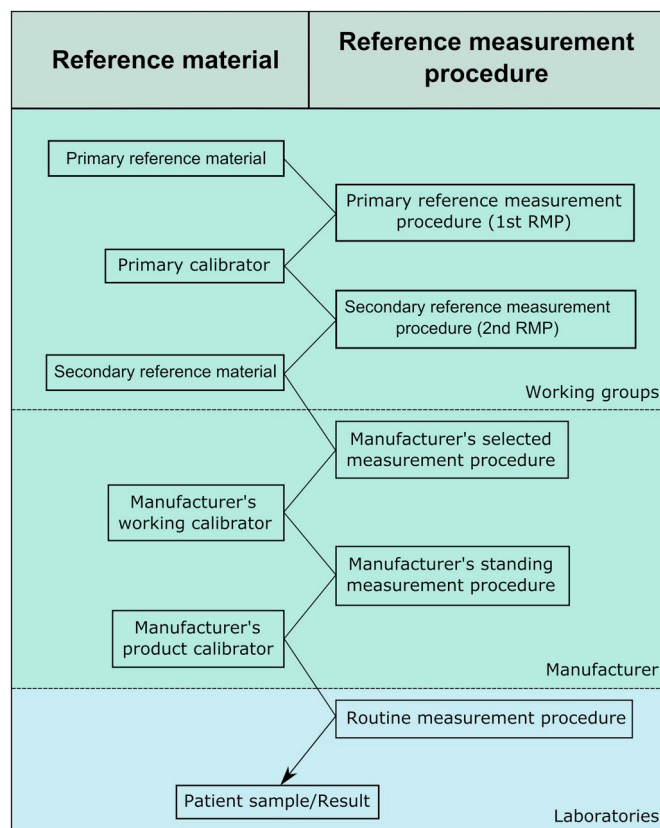 Reference material
Reference measurement
procedure
Primary reference material
Primary reference measurement
procedure (1st RMP)
Primary calibrator
Secondary reference measurement
procedure (2nd RMP)
Secondary reference material
Working groups
Manufacturer's selected
measurement procedure
Manufacturer's
working calibrator
Manufacturer's standing
measurement procedure
Manufacturer's
product calibrator
Manufacturer
Routine measurement procedure
Patient sample/Result
Laboratories